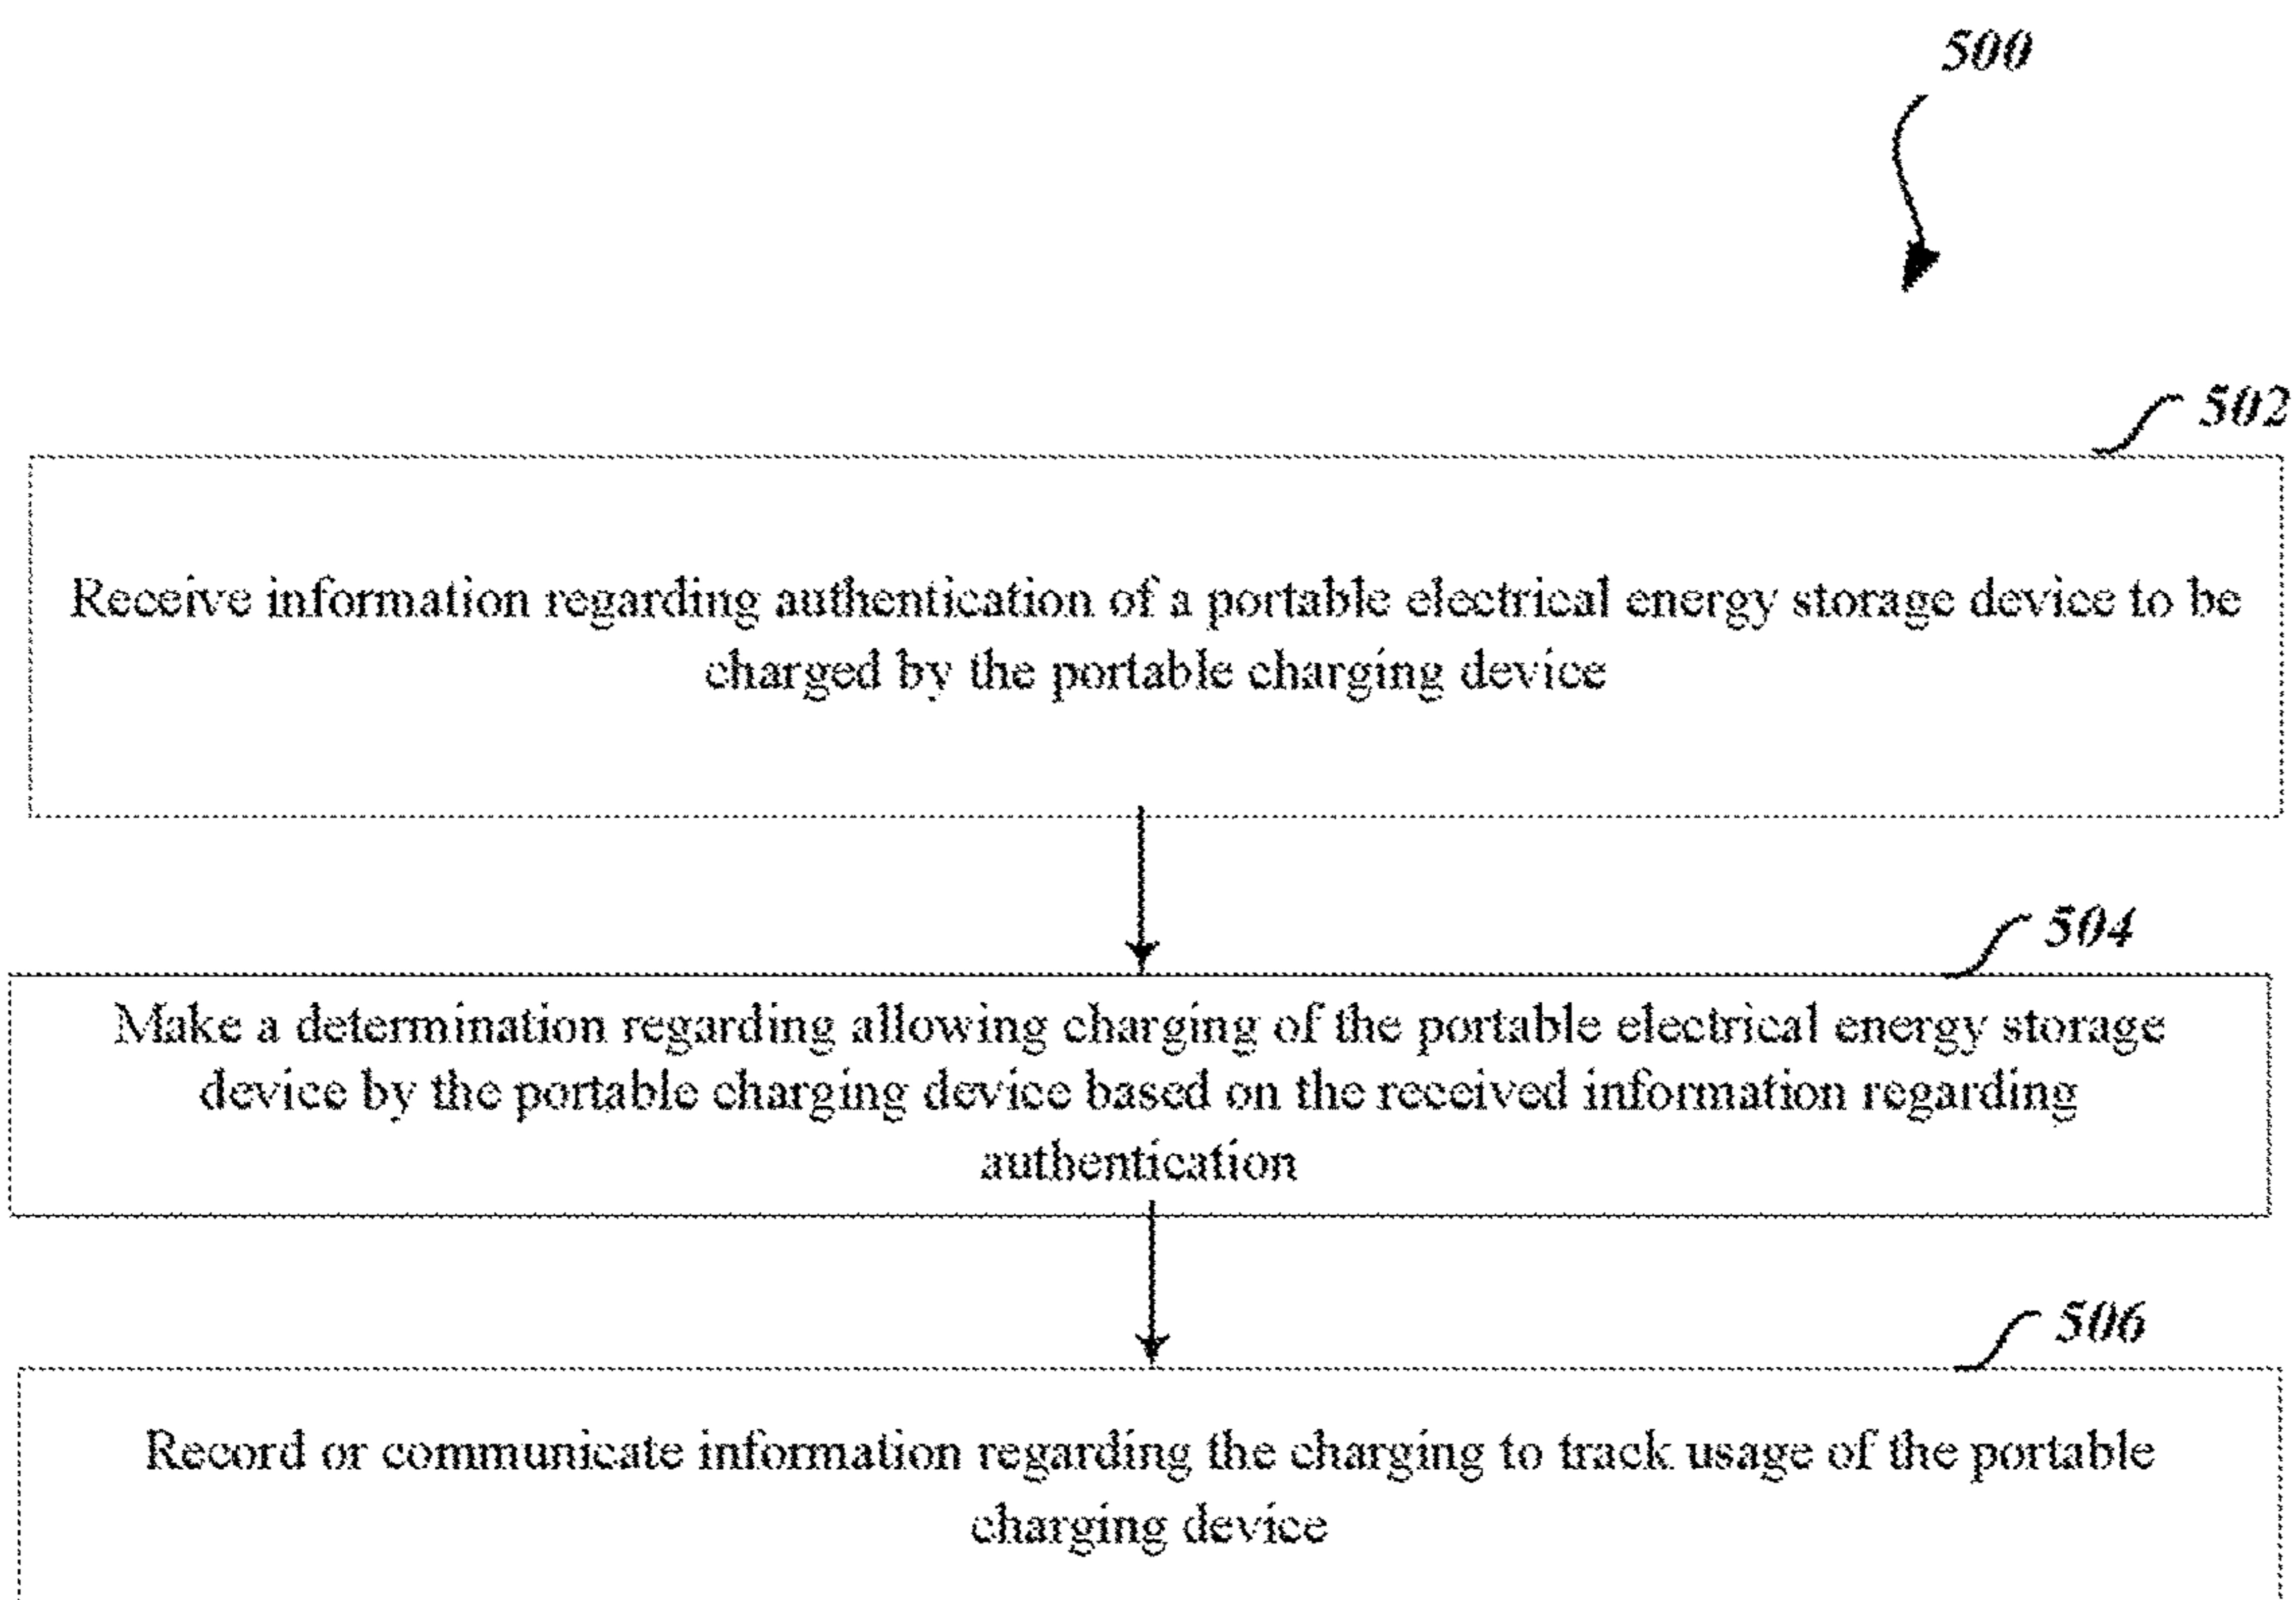 500
502
Receive information regarding authentication of a portable electrical energy storage device to be
charged by the portable charging device
504
Make a determination regarding allowing charging of the portable electrical energy storage
device by the portable charging device based on the received information regarding
authentication
506
Record or communicate information regarding the charging to track usage of the portable
charging device